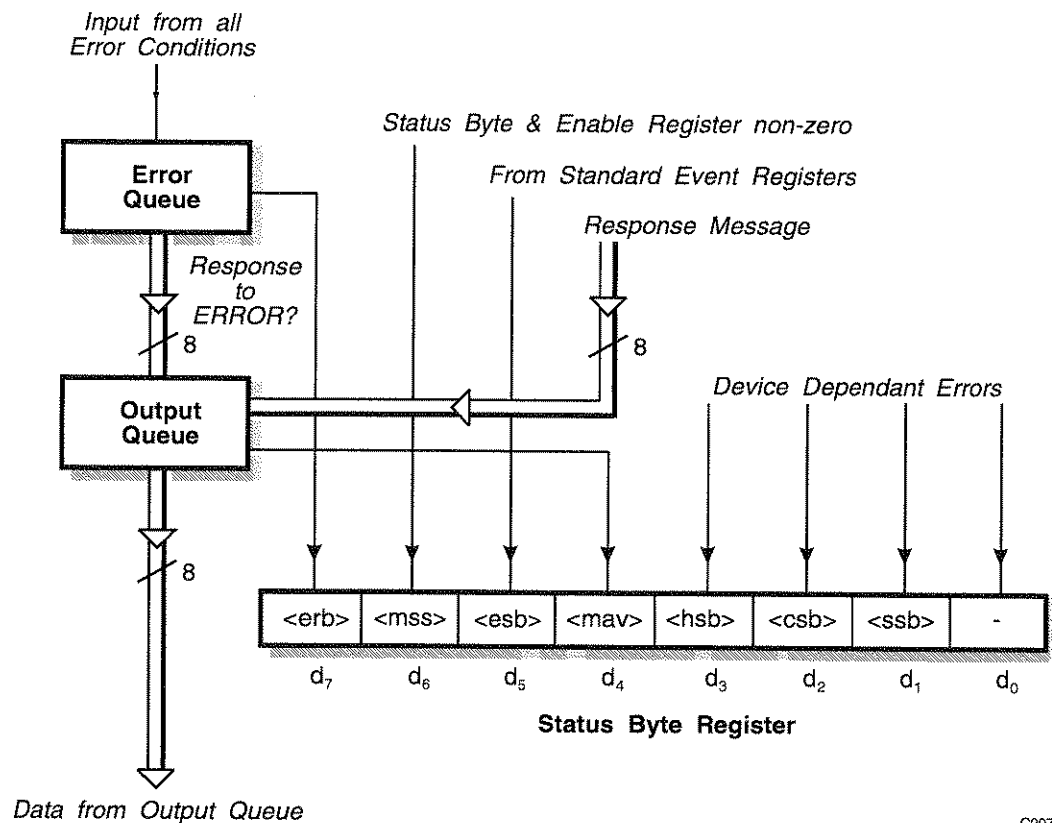 Input from all
Error Conditions
Status Byte & Enable Register non-zero
Error
Queue
From Standard Event Registers
Response Message
Response
to
ERROR?
8
8
Output
Queue
Device Dependant Errors
8
<erb> <mss> <esb> <mav> <hsb> <csb> <ssb> -
d₇ d₆ d₅ d₄ d₃ d₂ d₁ d₀
Status Byte Register
Data from Output Queue